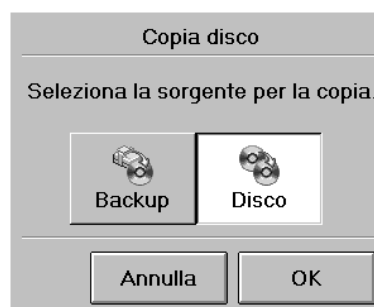 Copia disco
Seleziona la sorgente per la copia.
Backup Disco
Annulla OK